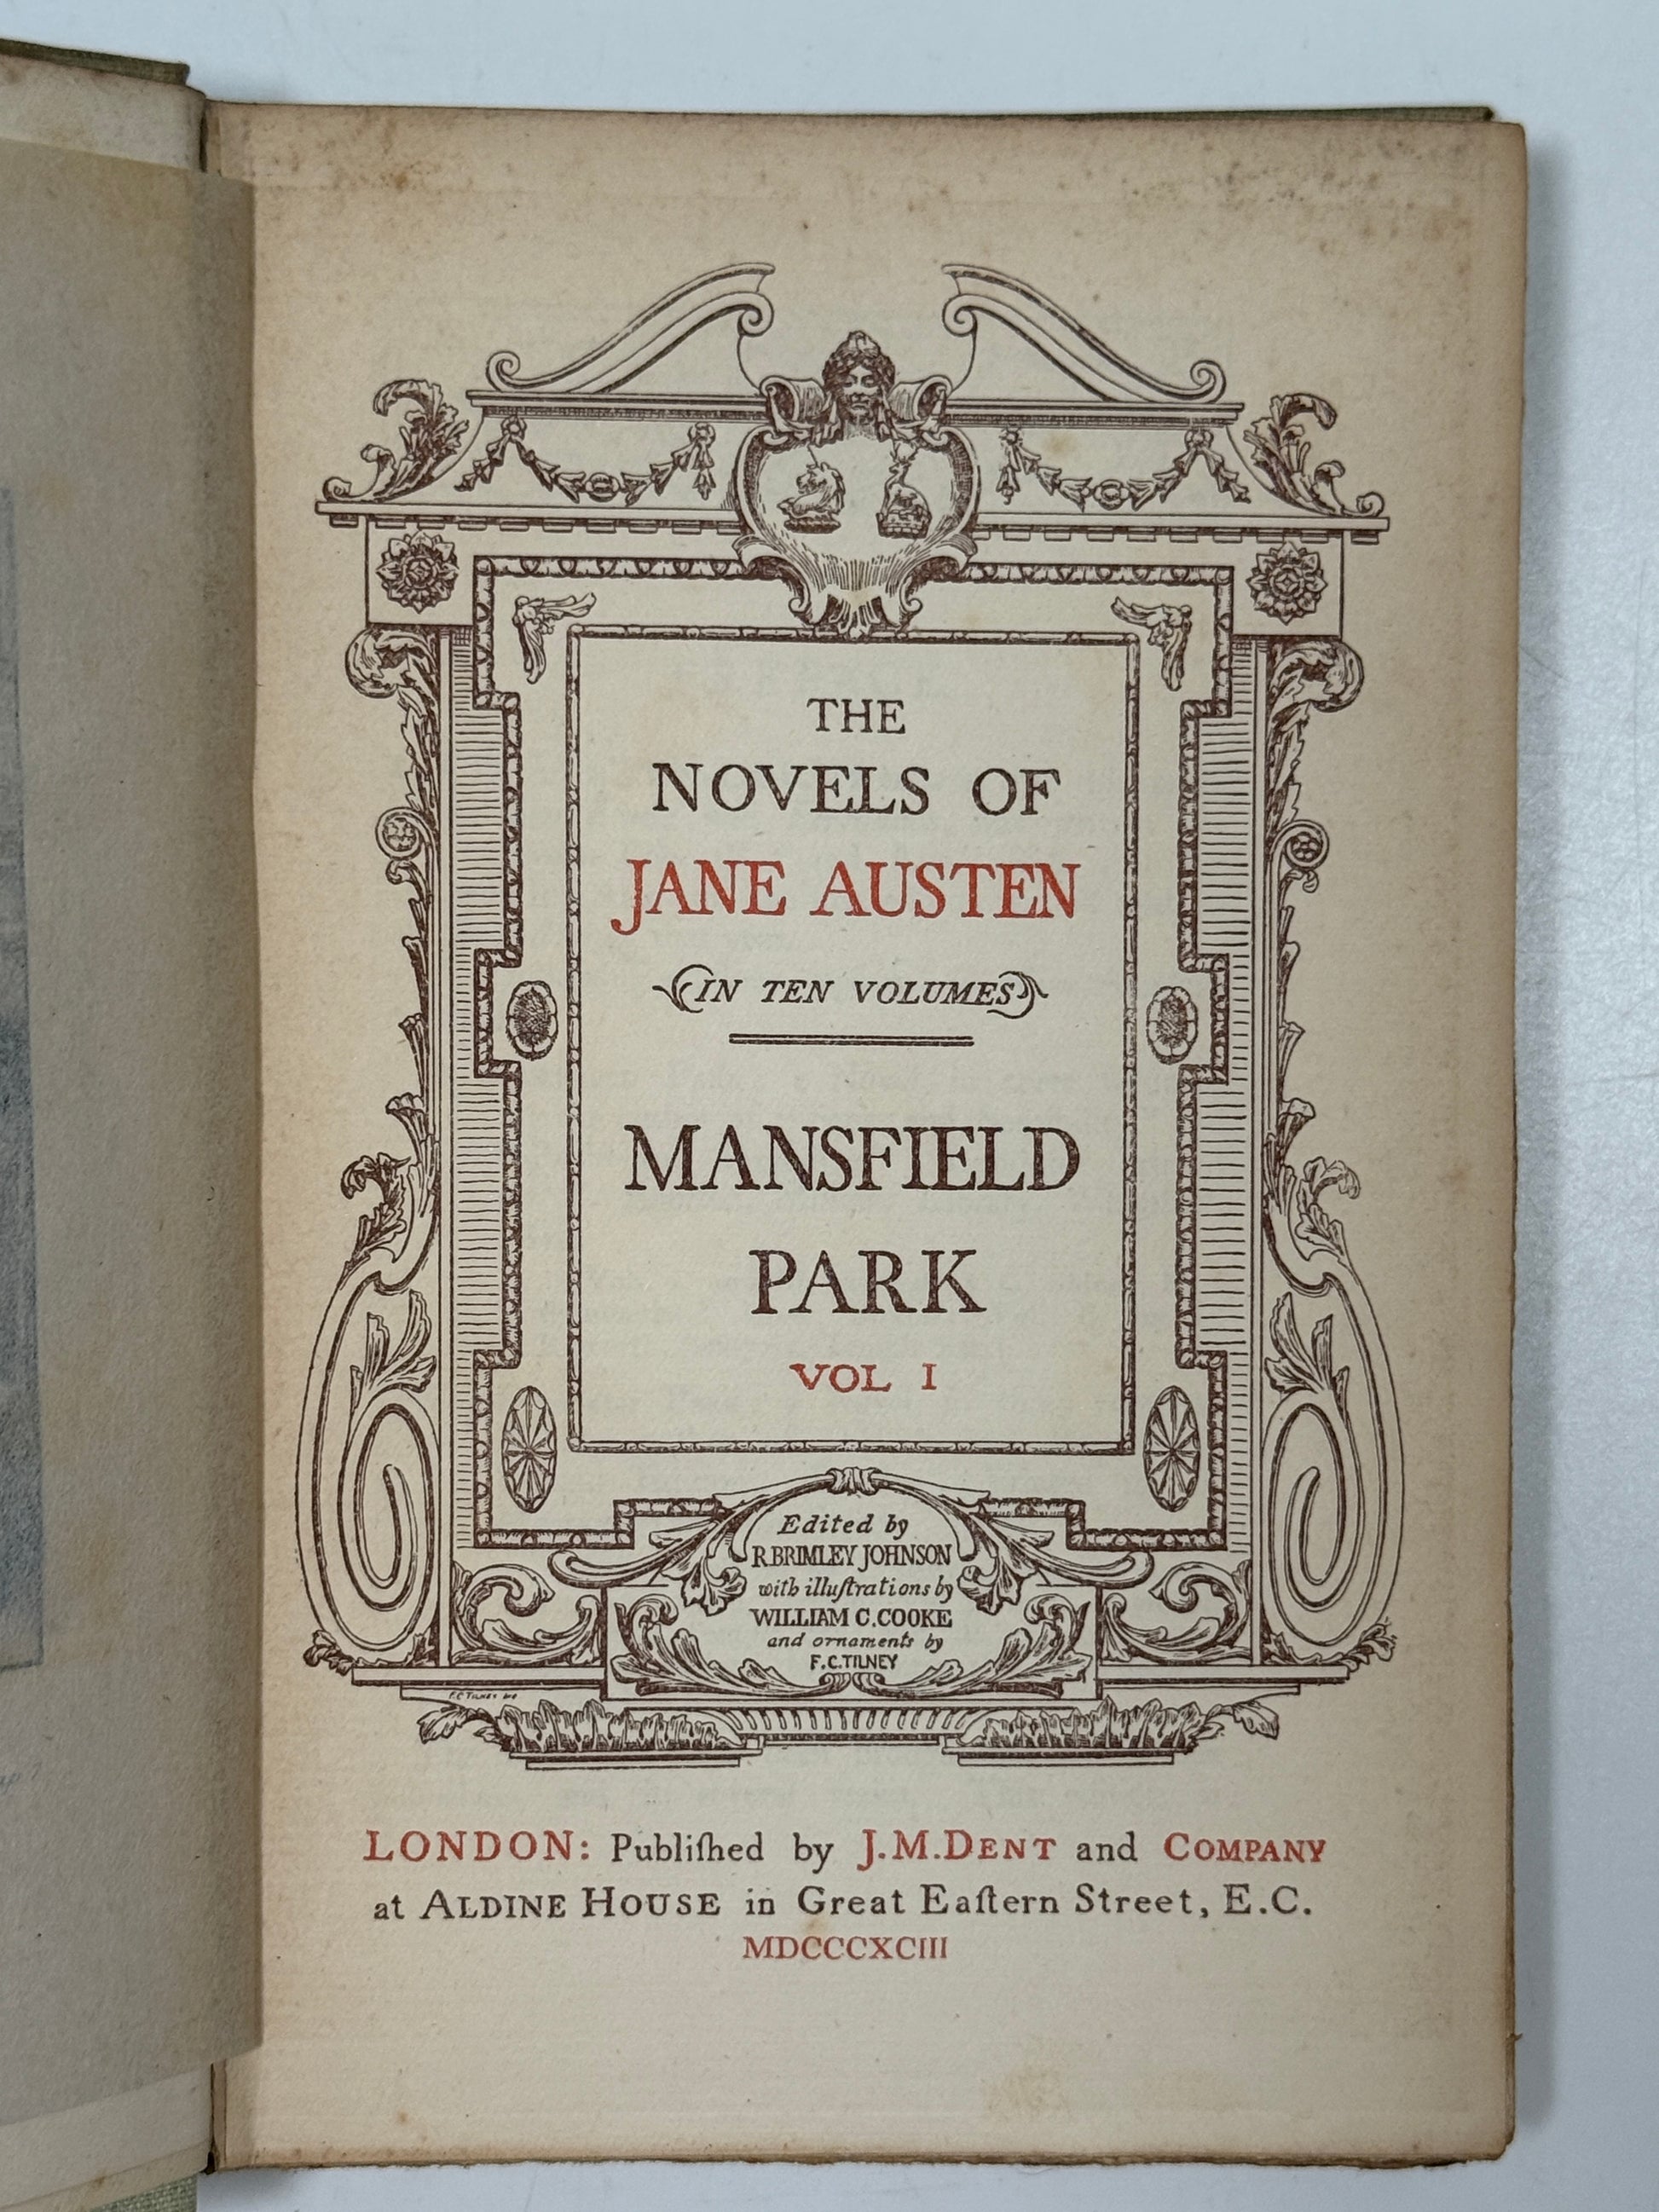 THE
NOVELS OF
JANE AUSTEN
(IN TEN VOLUMES)
MANSFIELD
PARK
VOL I
Edited by
R. BRIMLEY JOHNSON
with illuſtrations by
WILLIAM C. COOKE
and ornaments by
F. C. TILNEY
F. C. TILNEY
LONDON: Publiſhed by J. M. DENT and COMPANY
at ALDINE HOUSE in Great Eaſtern Street, E.C.
MDCCCXCIII